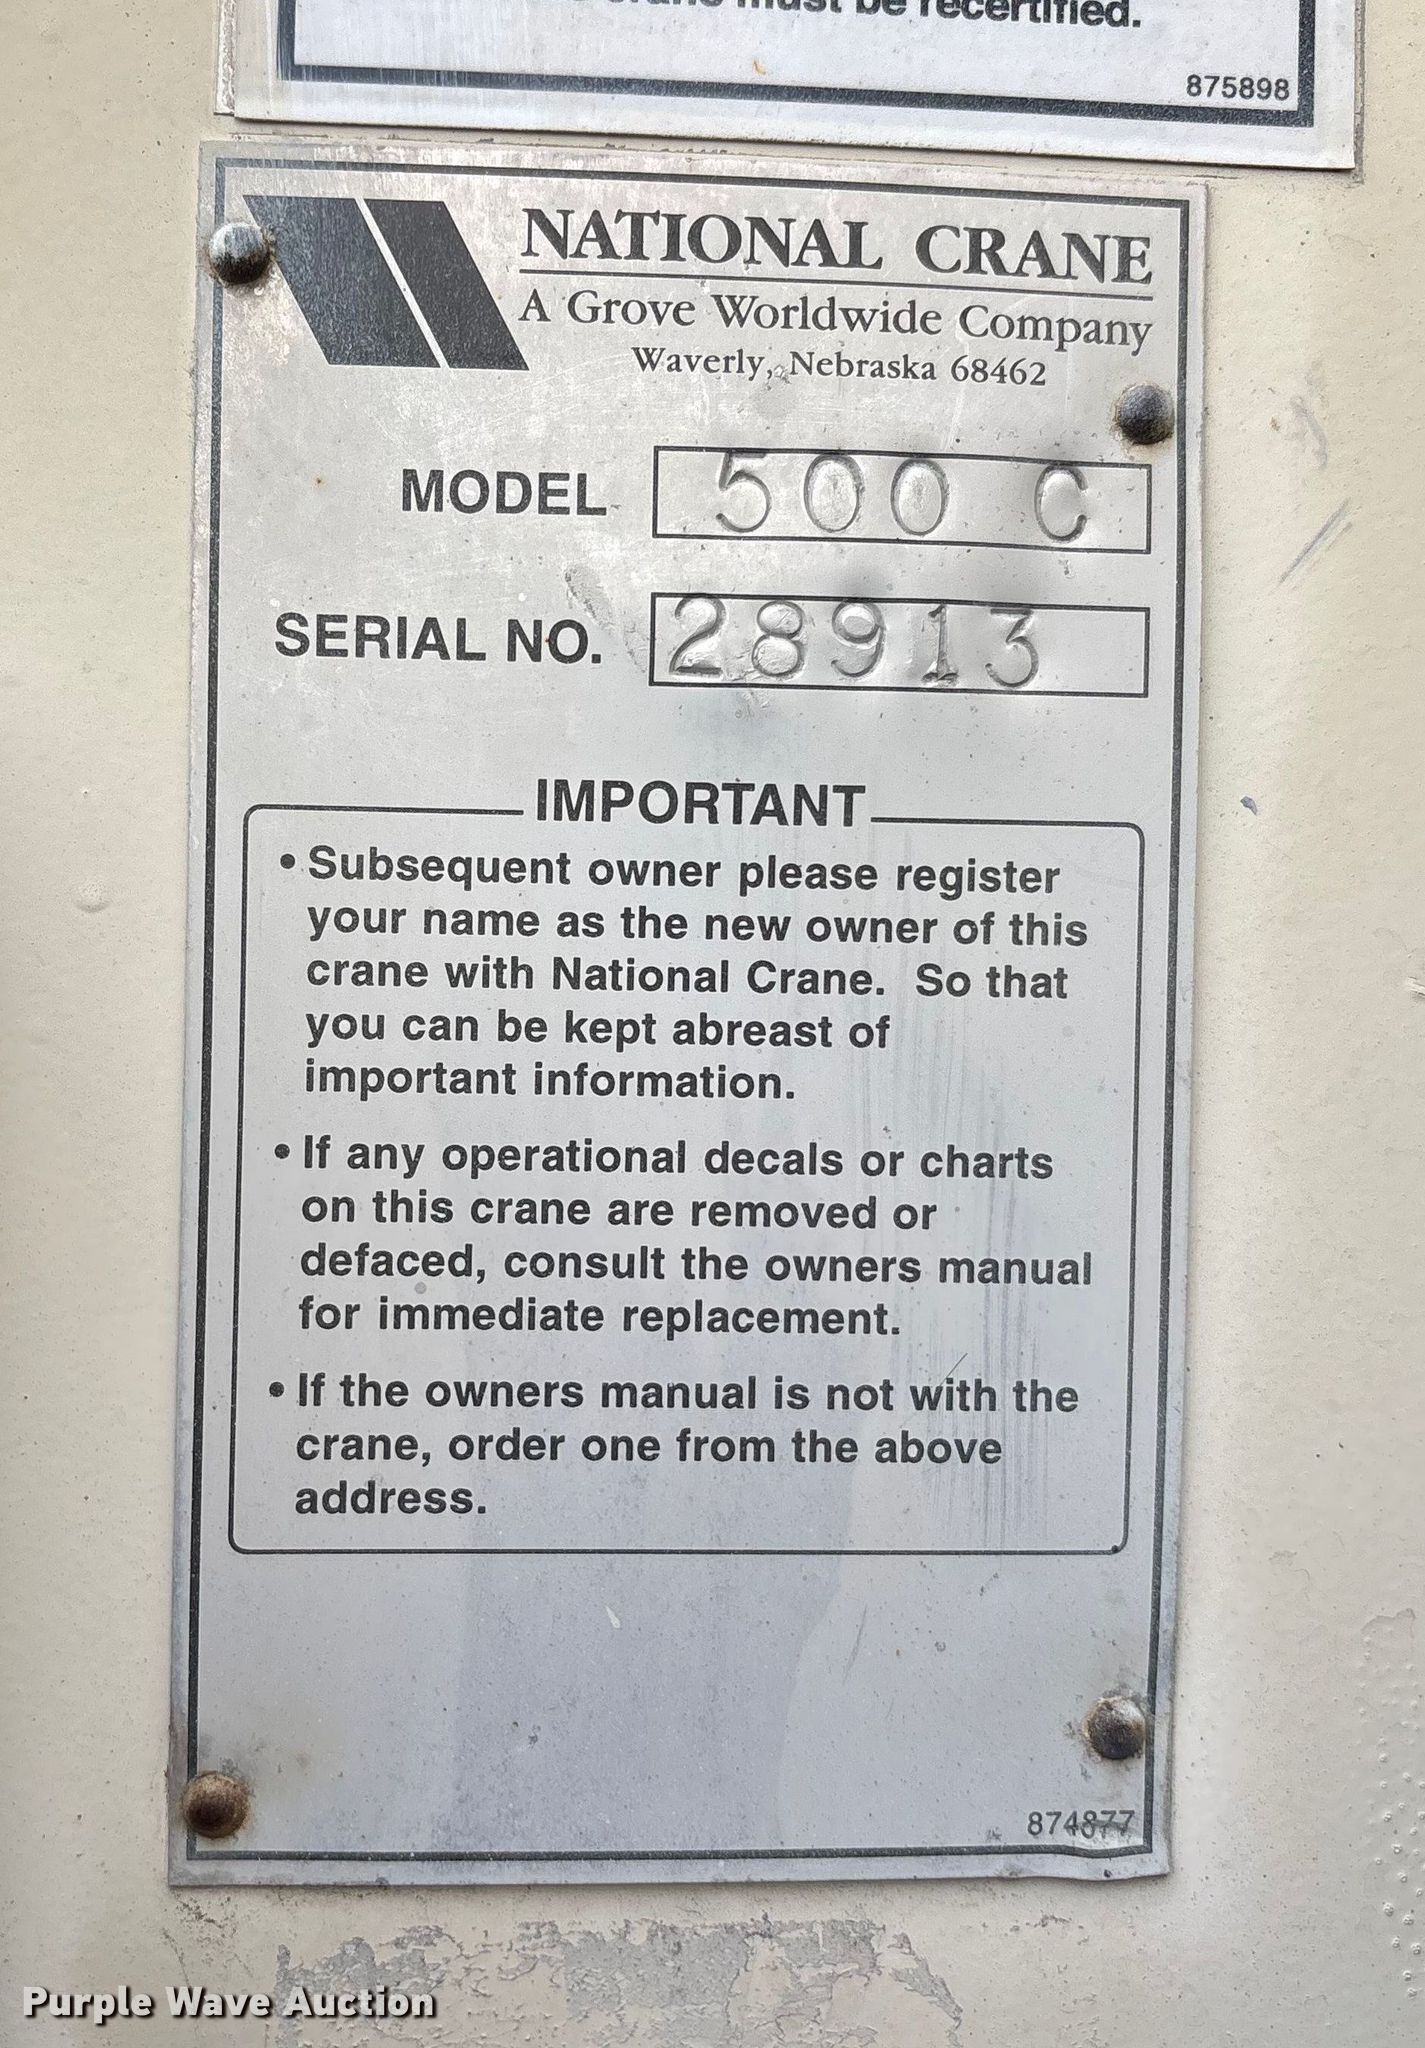 must be recertified.
875898
NATIONAL CRANE
A Grove Worldwide Company
Waverly, Nebraska 68462
MODEL 500 C
SERIAL NO. 28913
IMPORTANT
• Subsequent owner please register
your name as the new owner of this
crane with National Crane. So that
you can be kept abreast of
important information.
• If any operational decals or charts
on this crane are removed or
defaced, consult the owners manual
for immediate replacement.
• If the owners manual is not with the
crane, order one from the above
address.
874877
Purple Wave Auction